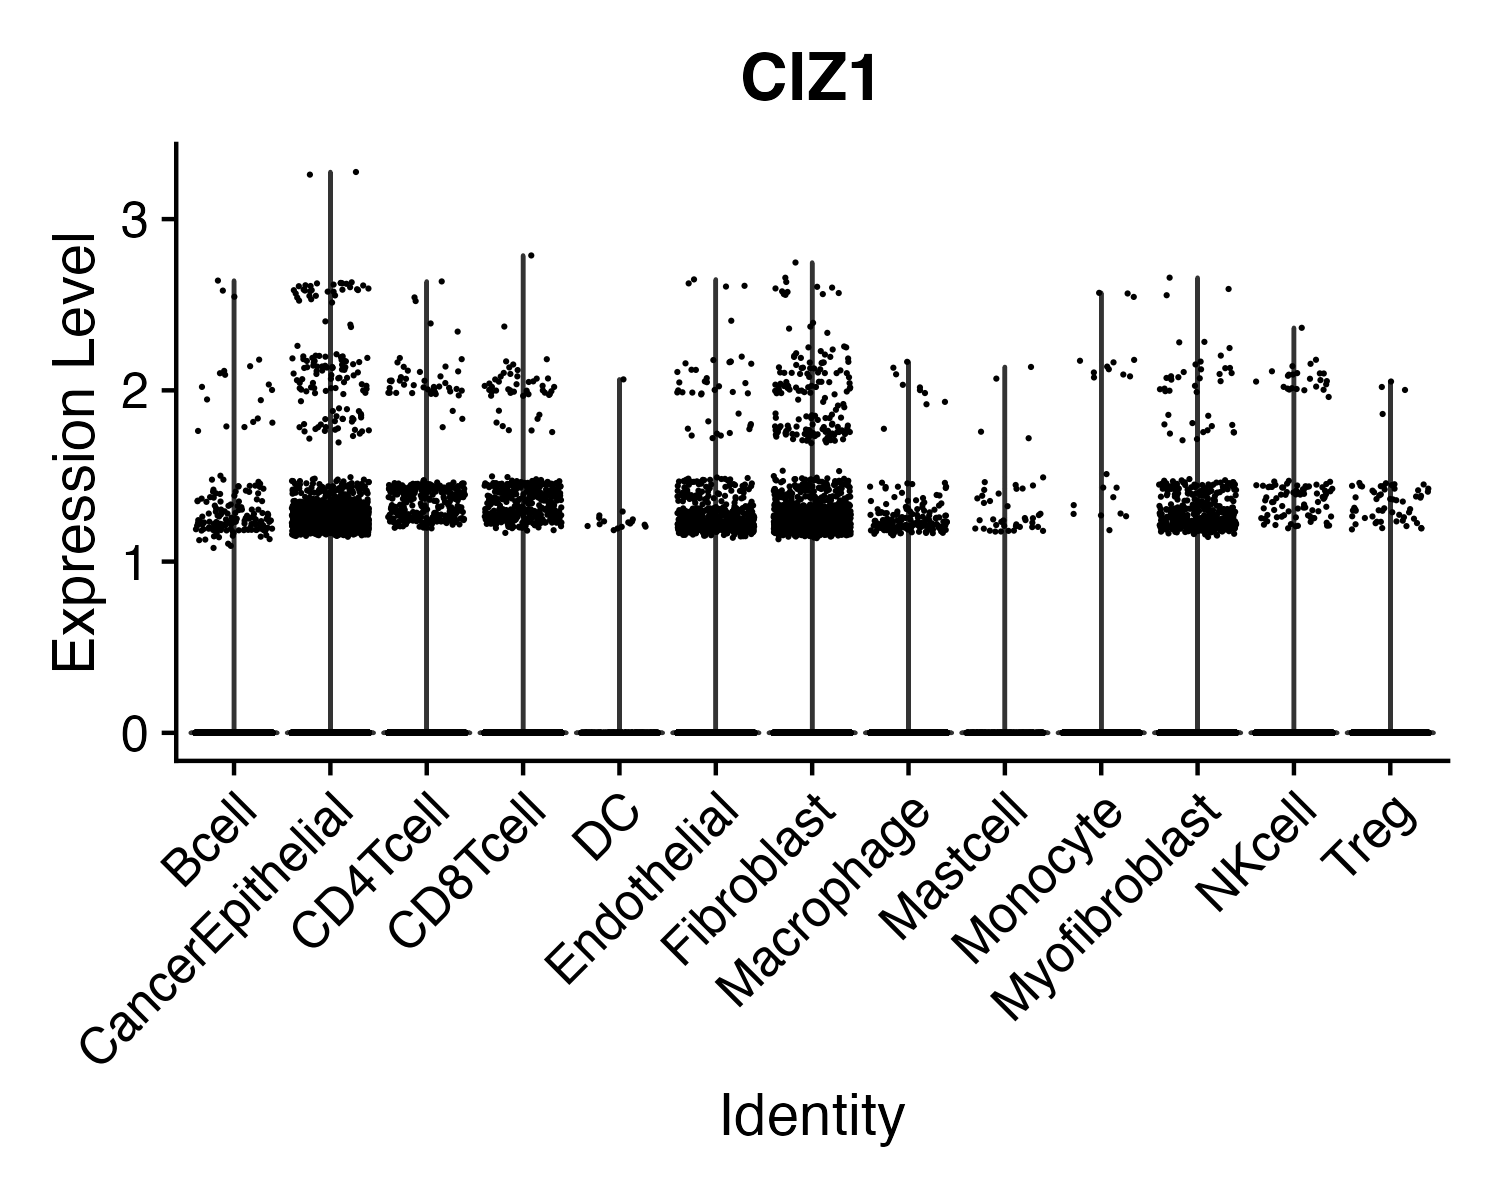 CIZ1
Expression Level
3
2
1
0
Bcell
CancerEpithelial
CD4Tcell
CD8Tcell
DC
Endothelial
Fibroblast
Macrophage
Mastcell
Monocyte
Myofibroblast
NKcell
Treg
Identity